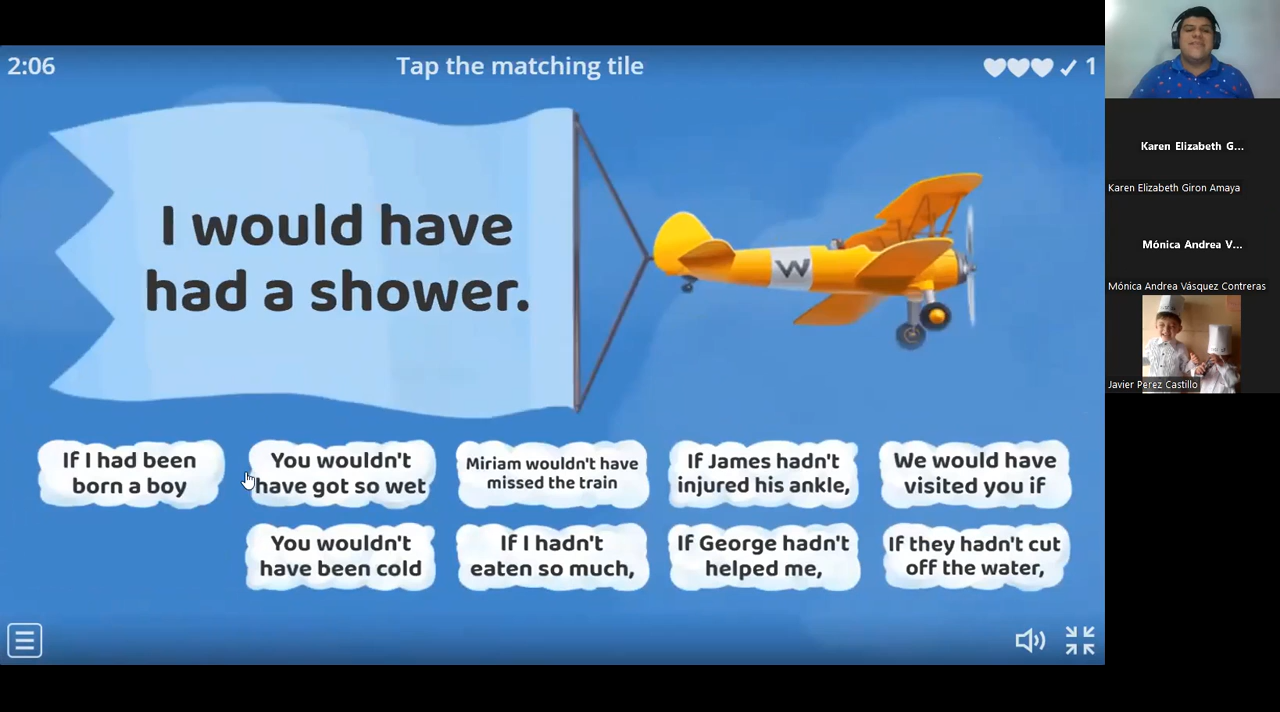 2:06
Tap the matching tile
✓ 1
I would have
had a shower.
W
If I had been
born a boy
You wouldn't
have got so wet
Miriam wouldn't have
missed the train
If James hadn't
injured his ankle,
We would have
visited you if
You wouldn't
have been cold
If I hadn't
eaten so much,
If George hadn't
helped me,
If they hadn't cut
off the water,
Karen Elizabeth G...
Karen Elizabeth Giron Amaya
Mónica Andrea V...
Mónica Andrea Vásquez Contreras
Javier Perez Castillo